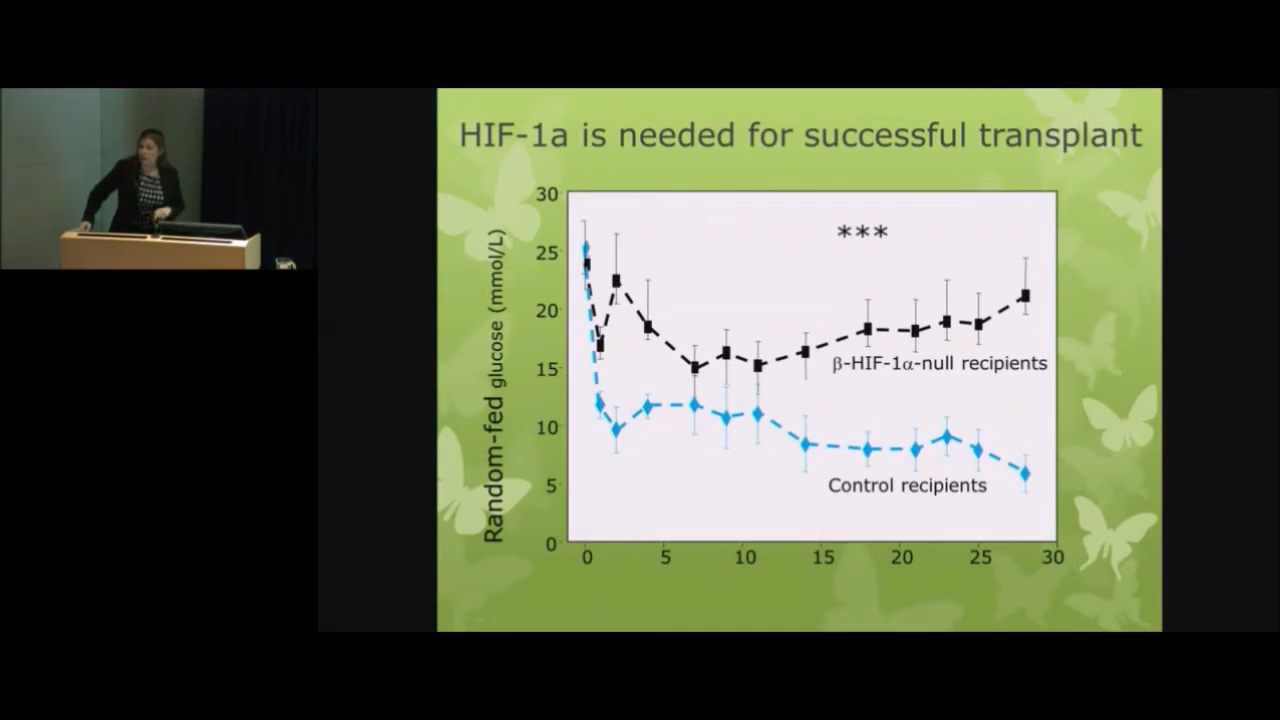 HIF-1a is needed for successful transplant
Random-fed glucose (mmol/L)
30
25
20
15
10
5
0
***
β-HIF-1α-null recipients
Control recipients
0 5 10 15 20 25 30